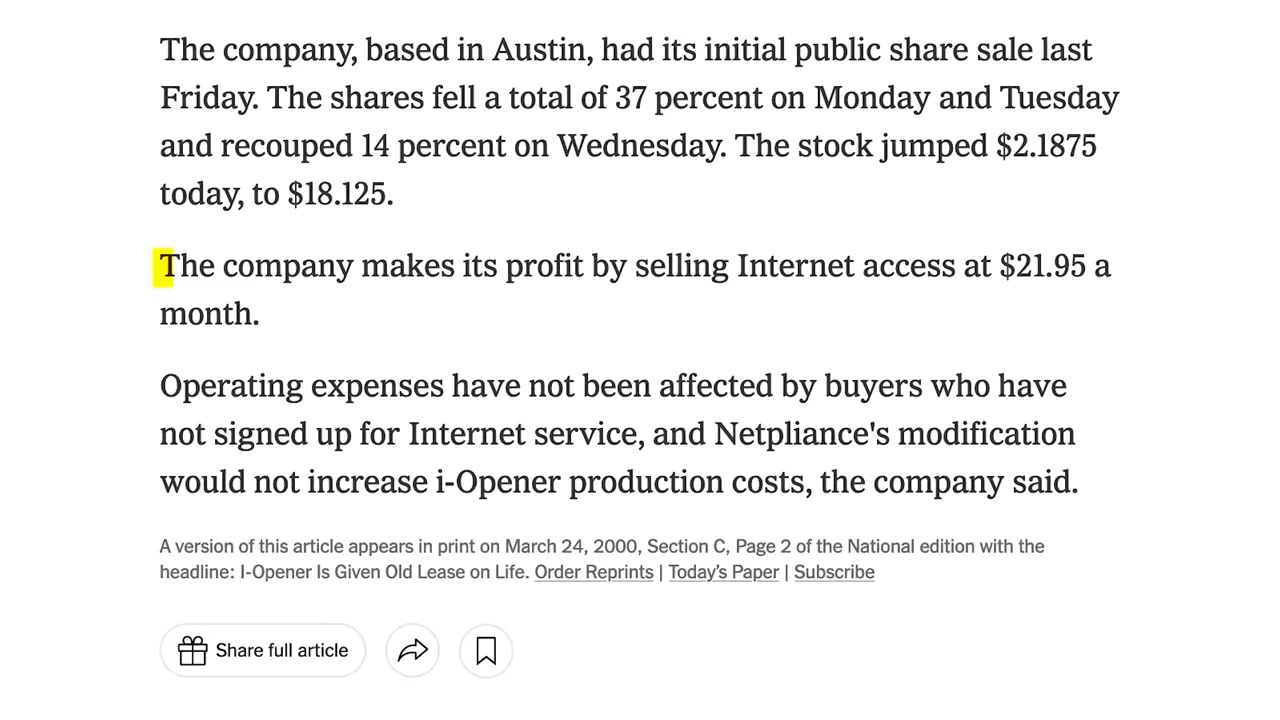 The company, based in Austin, had its initial public share sale last
Friday. The shares fell a total of 37 percent on Monday and Tuesday
and recouped 14 percent on Wednesday. The stock jumped $2.1875
today, to $18.125.
The company makes its profit by selling Internet access at $21.95 a
month.
Operating expenses have not been affected by buyers who have
not signed up for Internet service, and Netpliance's modification
would not increase i-Opener production costs, the company said.
A version of this article appears in print on March 24, 2000, Section C, Page 2 of the National edition with the
headline: I-Opener Is Given Old Lease on Life. Order Reprints | Today’s Paper | Subscribe
Share full article